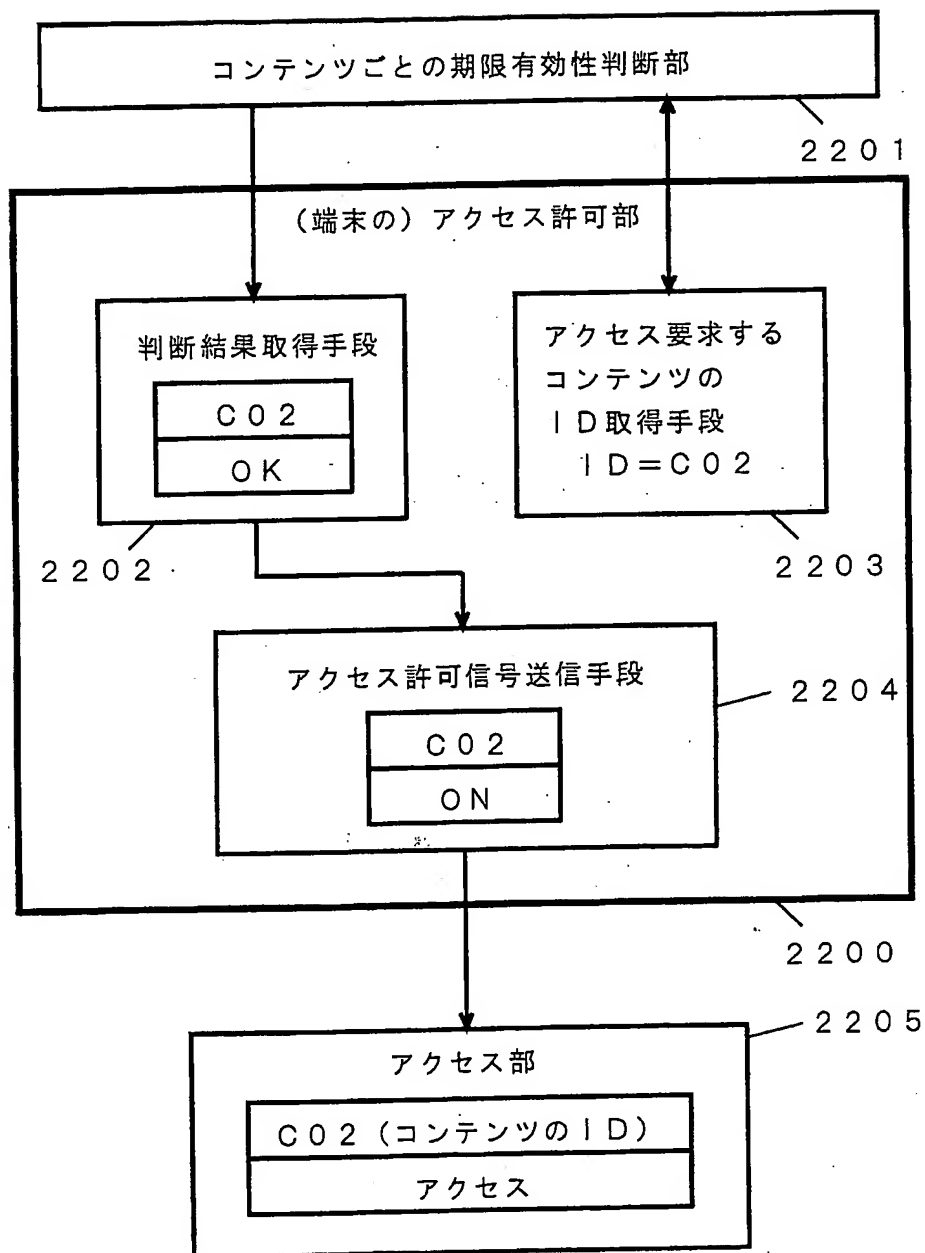 コンテンツごとの期限有効性判断部
2201
(端末の)アクセス許可部
判断結果取得手段
C02
OK
2202
アクセス要求する
コンテンツの
ID取得手段
ID=C02
2203
アクセス許可信号送信手段
C02
ON
2204
2200
アクセス部
C02(コンテンツのID)
アクセス
2205